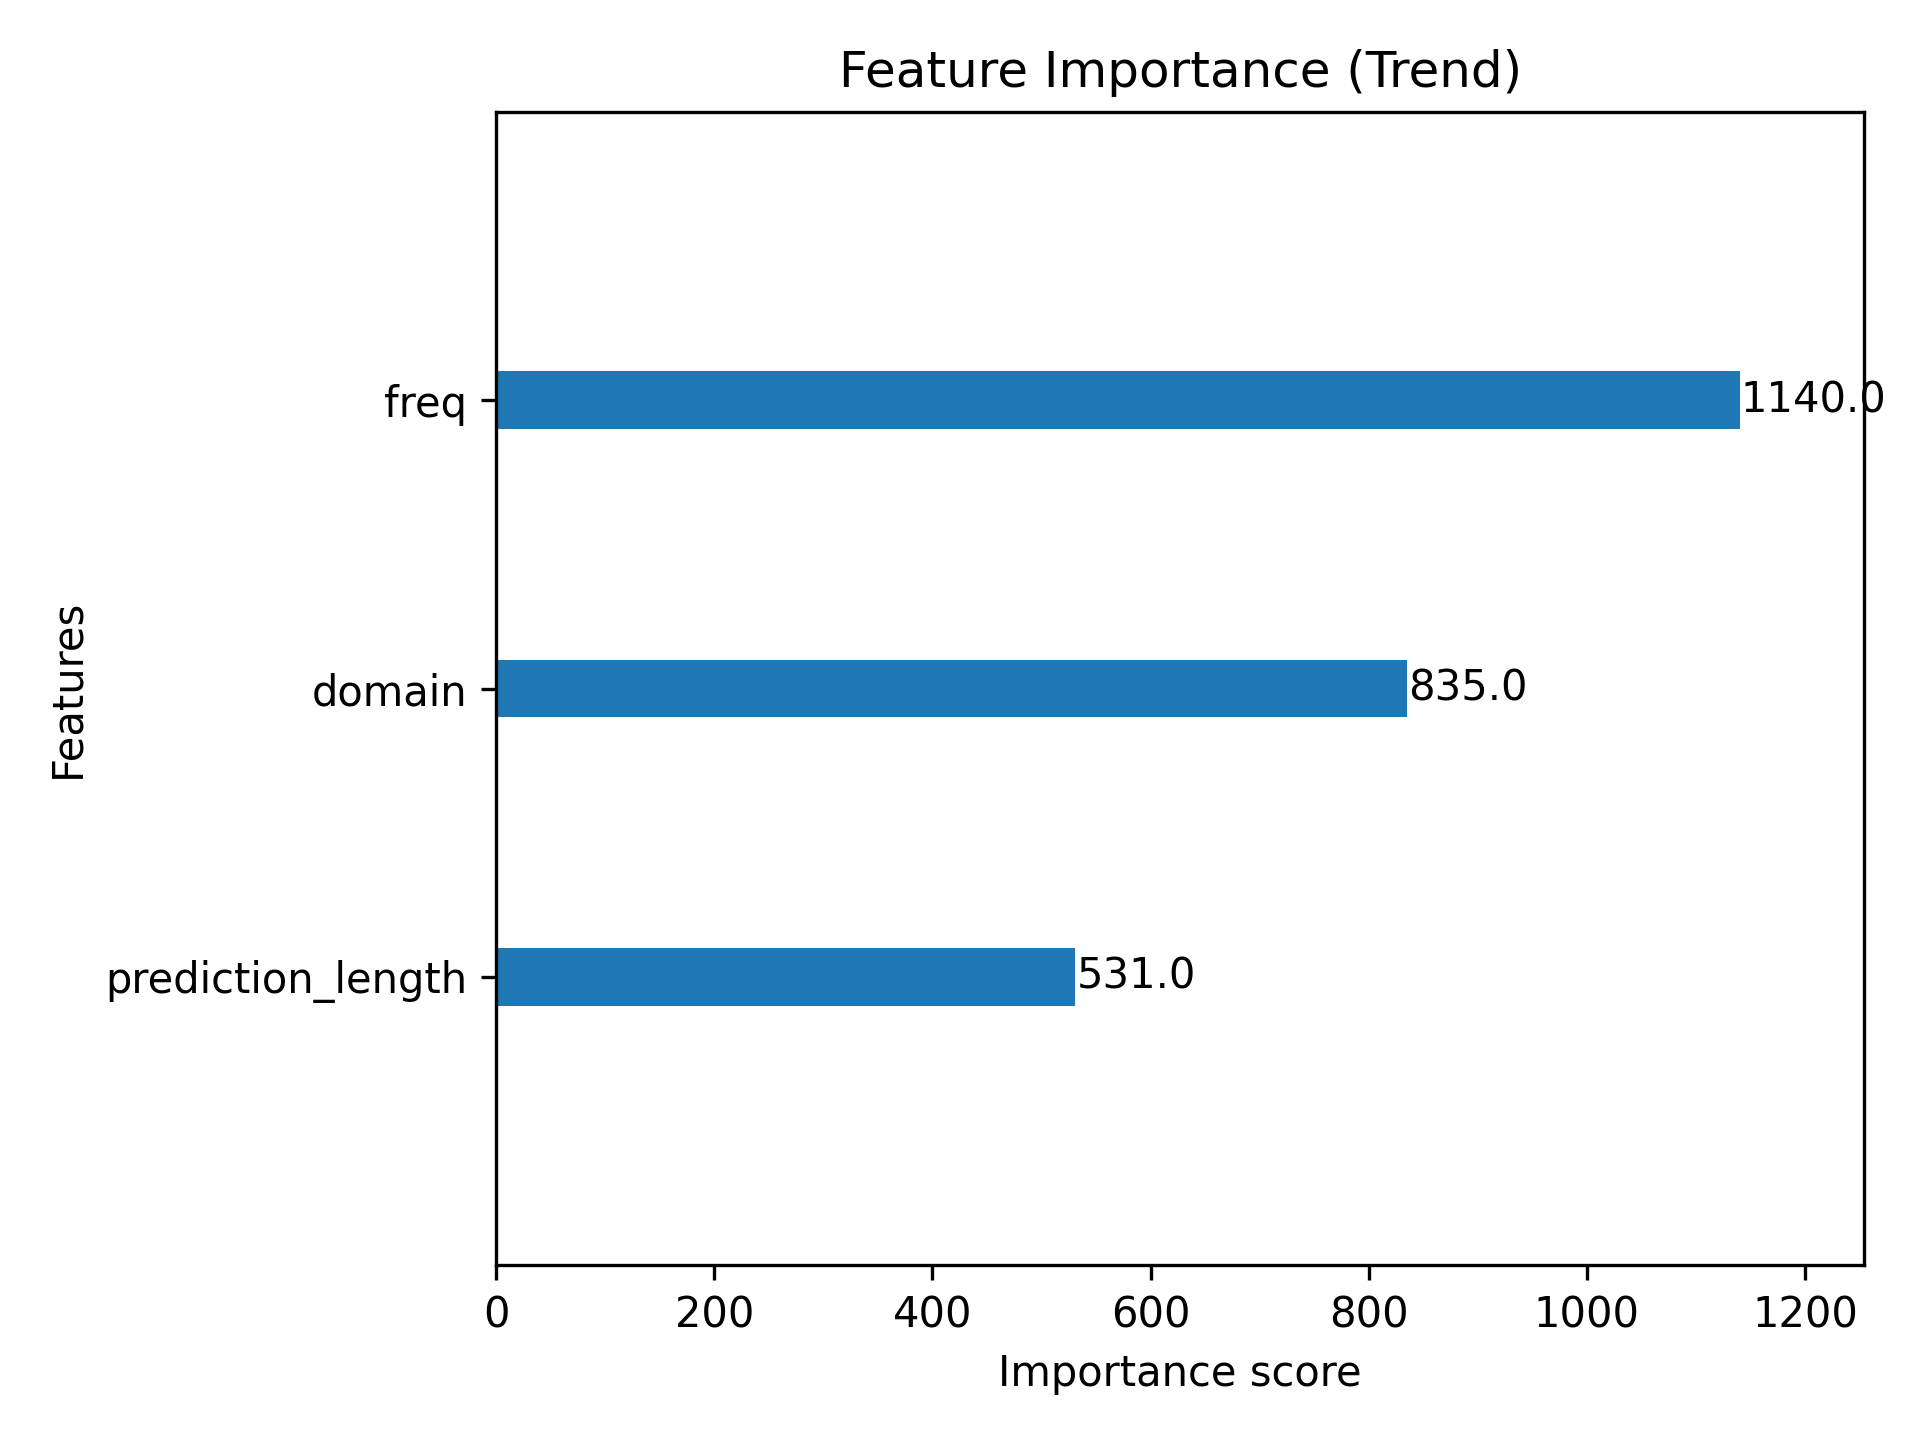 Feature Importance (Trend)
freq
1140.0
domain
835.0
prediction_length
531.0
Features
0 200 400 600 800 1000 1200
Importance score